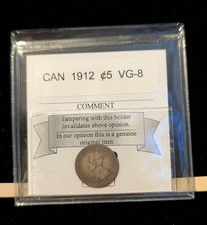 CAN 1912 ¢5 VG-8
COMMENT
Tampering with this holder
invalidates above opinion.
In our opinion this is a genuine
original item